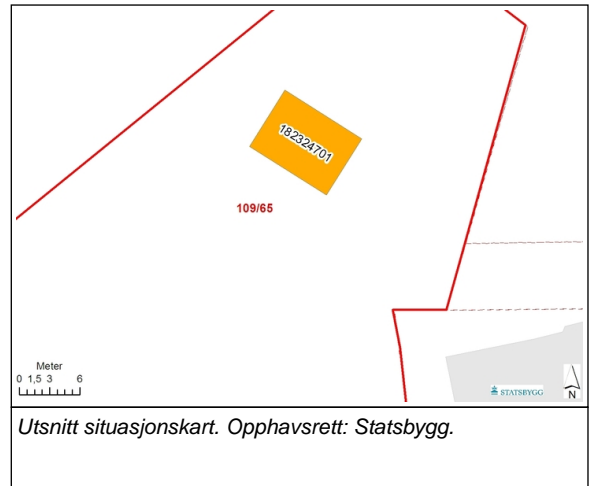 182324701
109/65
Meter
0 1,5 3 6
STATSBYGG
N
Utsnitt situasjonskart. Opphavsrett: Statsbygg.